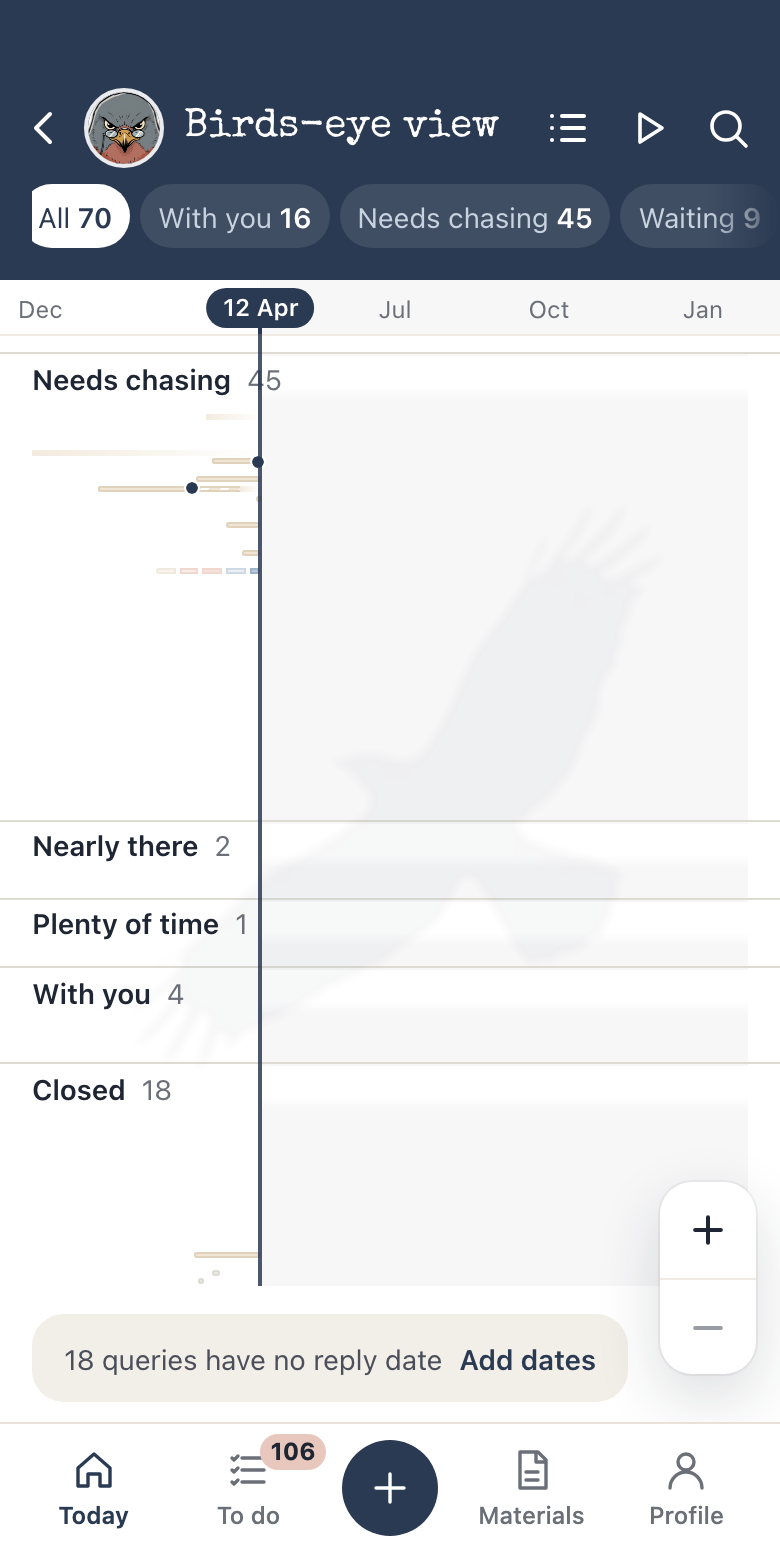 Birds-eye view
All 70 With you 16 Needs chasing 45 Waiting 9
Dec 12 Apr Jul Oct Jan
Needs chasing 45
Nearly there 2
Plenty of time 1
With you 4
Closed 18
18 queries have no reply date Add dates
106
Today To do Materials Profile